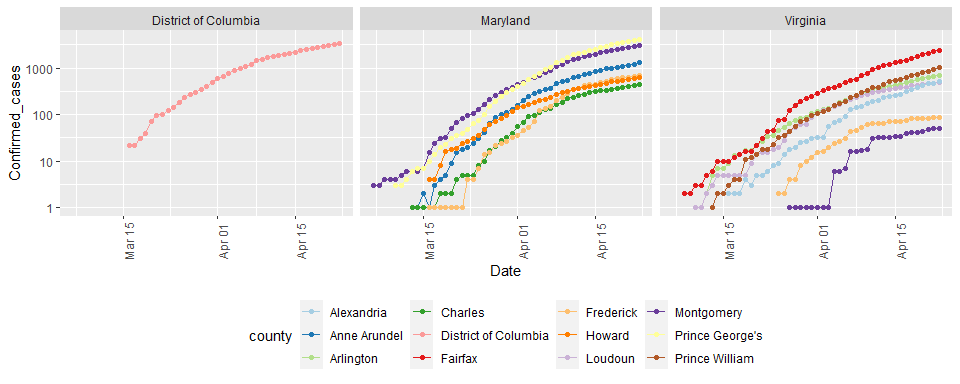 District of Columbia Maryland Virginia
Confirmed_cases
1000
100
10
1
Mar 15 Apr 01 Apr 15 Mar 15 Apr 01 Apr 15 Mar 15 Apr 01 Apr 15
Date
county
Alexandria Charles Frederick Montgomery
Anne Arundel District of Columbia Howard Prince George's
Arlington Fairfax Loudoun Prince William